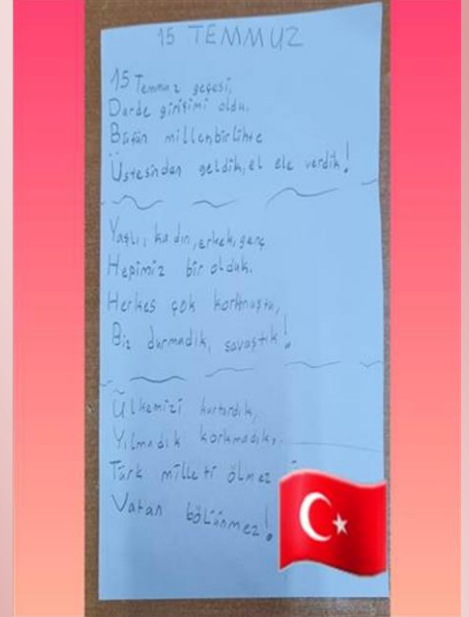 15 TEMMUZ
15 Temmuz gecesi,
Darde girişimi oldu.
Bütün millet birlikte
Üstesinden geldik, el ele verdik!
Yaşlı, kadın, erkek, genç
Hepimiz bir olduk.
Herkes çok korkmuştu,
Biz durmadık, savaştık!
Ülkemizi kurtardık,
Yılmadık korkmadık,
Türk milleti ölmez
Vatan bölünmez!